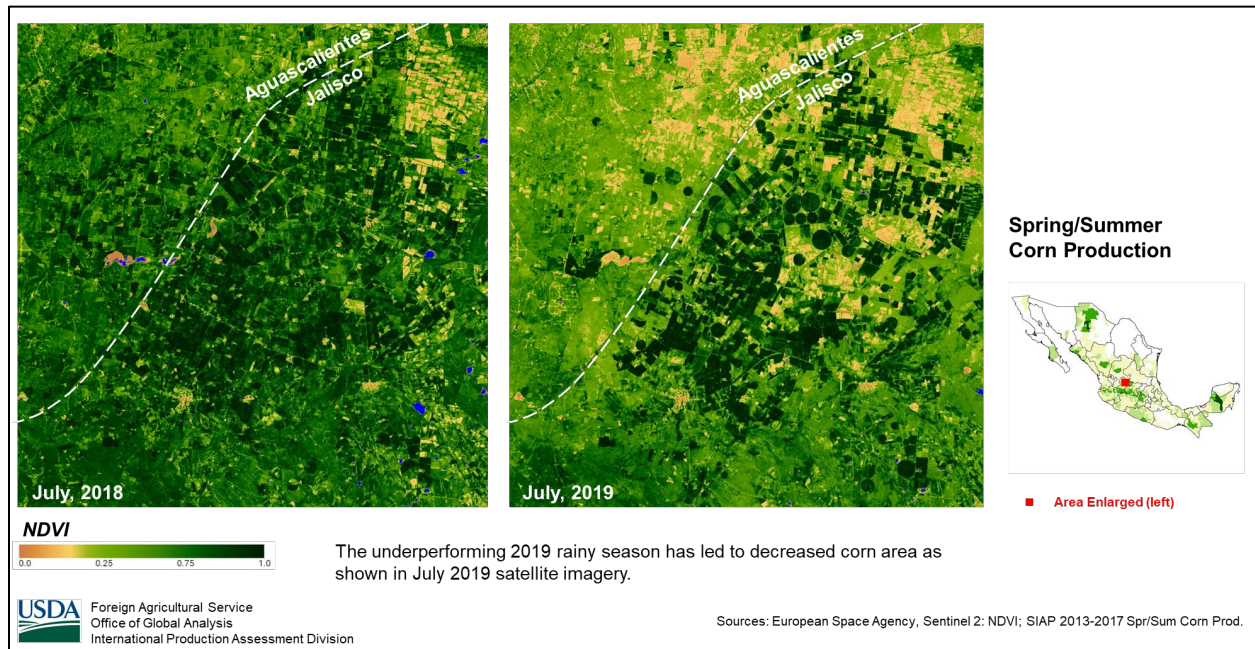 Aguascalientes
Jalisco
July, 2018
Aguascalientes
Jalisco
July, 2019
Spring/Summer
Corn Production
Area Enlarged (left)
NDVI
0.0 0.25 0.75 1.0
The underperforming 2019 rainy season has led to decreased corn area as
shown in July 2019 satellite imagery.
USDA
Foreign Agricultural Service
Office of Global Analysis
International Production Assessment Division
Sources: European Space Agency, Sentinel 2: NDVI; SIAP 2013-2017 Spr/Sum Corn Prod.